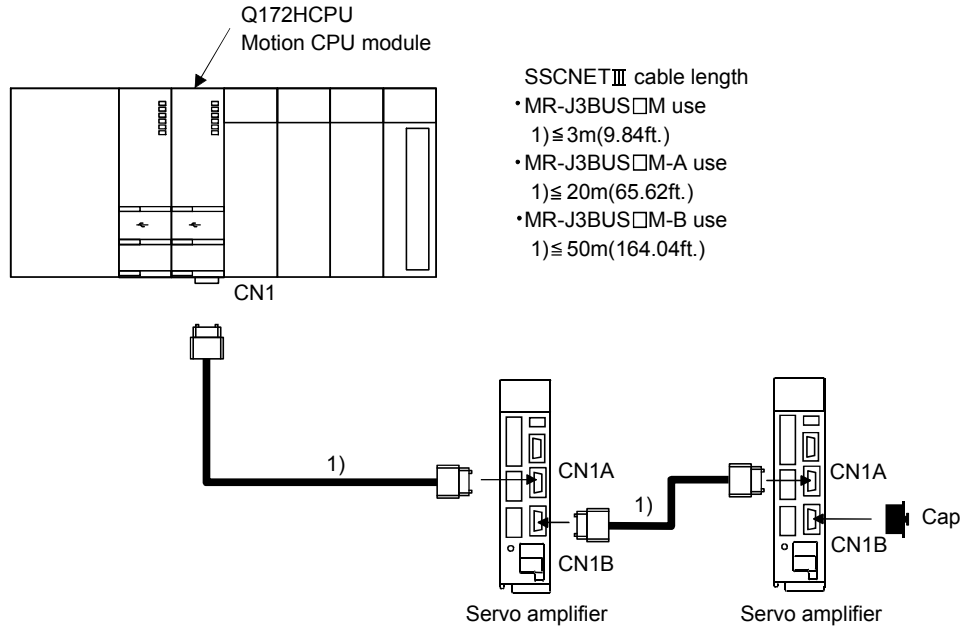 Q172HCPU
Motion CPU module
SSCNETⅢ cable length
・MR-J3BUS□M use
1)≦3m(9.84ft.)
・MR-J3BUS□M-A use
1)≦20m(65.62ft.)
・MR-J3BUS□M-B use
1)≦50m(164.04ft.)
CN1
1)
CN1A
1)
CN1B
Servo amplifier
CN1A
Cap
CN1B
Servo amplifier